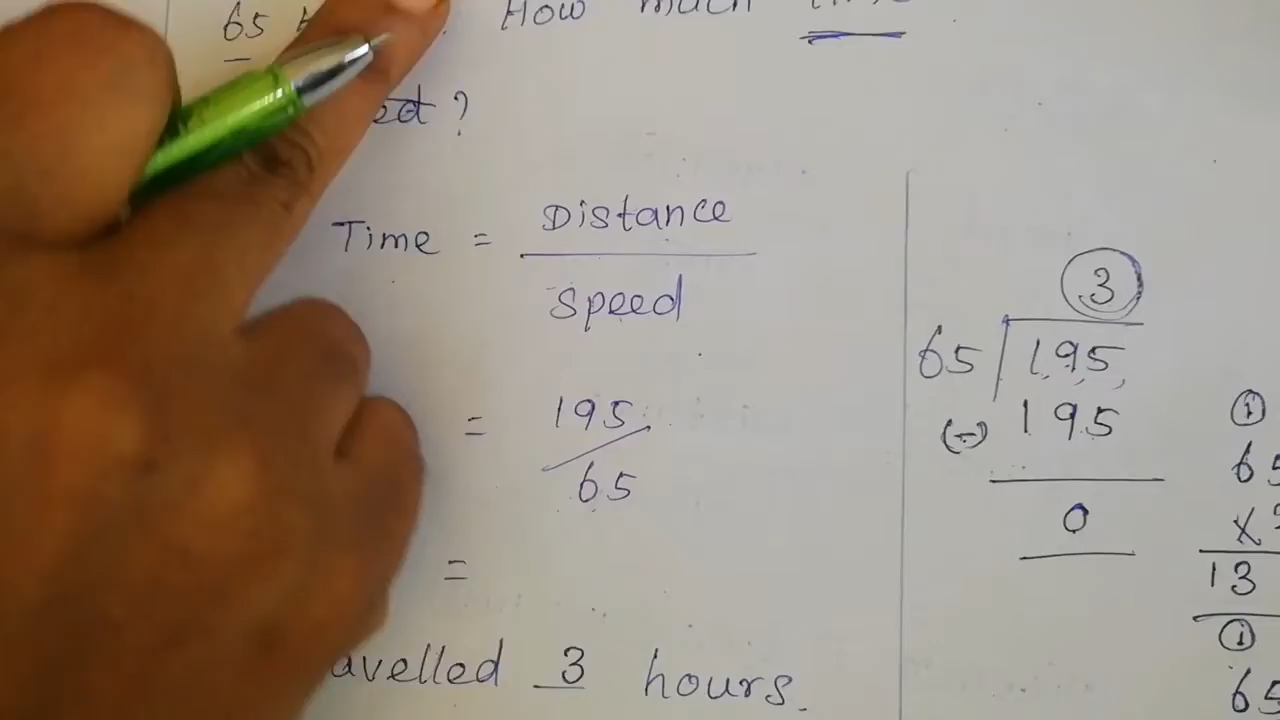 65 How much
ed ?
Time = Distance
Speed
= 195
65
=
avelled 3 hours.
3
65 195
(-) 195
0
1
65
X
13
1
65